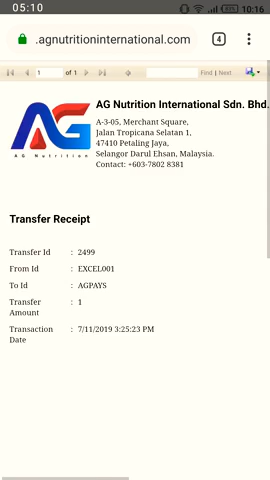 05:10 10:16
.agnutritioninternational.com 4
1 of 1 Find | Next
AG
AG Nutrition
AG Nutrition International Sdn. Bhd.
A-3-05, Merchant Square,
Jalan Tropicana Selatan 1,
47410 Petaling Jaya,
Selangor Darul Ehsan, Malaysia.
Contact: +603-7802 8381
Transfer Receipt
Transfer Id : 2499
From Id : EXCEL001
To Id : AGPAYS
Transfer : 1
Amount
Transaction : 7/11/2019 3:25:23 PM
Date